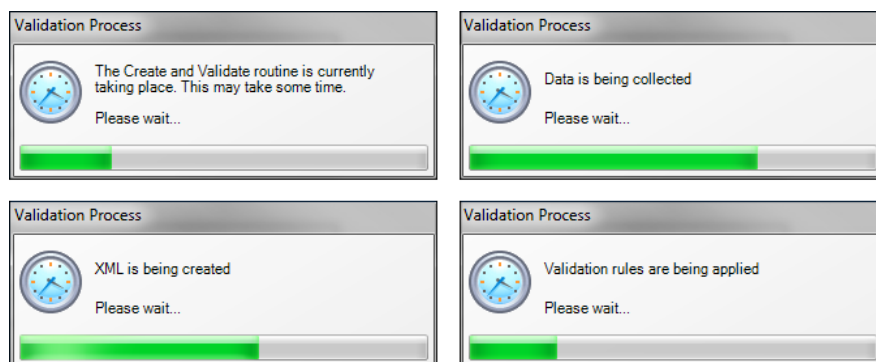 Validation Process
The Create and Validate routine is currently
taking place. This may take some time.
Please wait...
Validation Process
Data is being collected
Please wait...
Validation Process
XML is being created
Please wait...
Validation Process
Validation rules are being applied
Please wait...